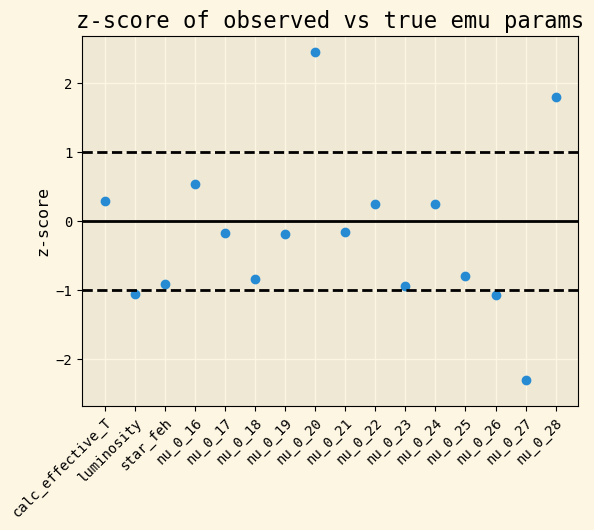 z-score of observed vs true emu params
z-score
2
1
0
−1
−2
calc_effective_T
luminosity
star_feh
nu_0_16
nu_0_17
nu_0_18
nu_0_19
nu_0_20
nu_0_21
nu_0_22
nu_0_23
nu_0_24
nu_0_25
nu_0_26
nu_0_27
nu_0_28